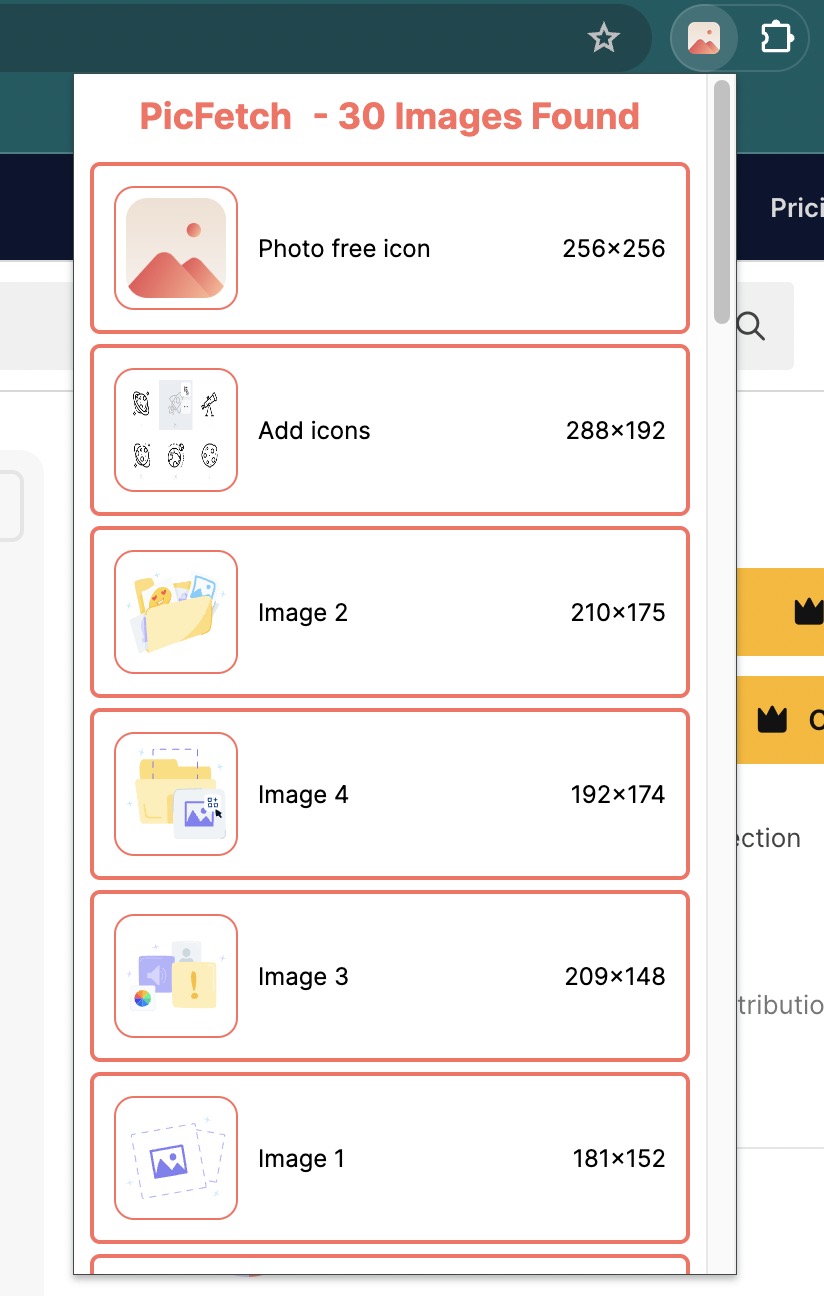 PicFetch - 30 Images Found
Prici
Photo free icon 256×256
Add icons 288×192
Image 2 210×175
Image 4 192×174
ection
Image 3 209×148
tributio
Image 1 181×152